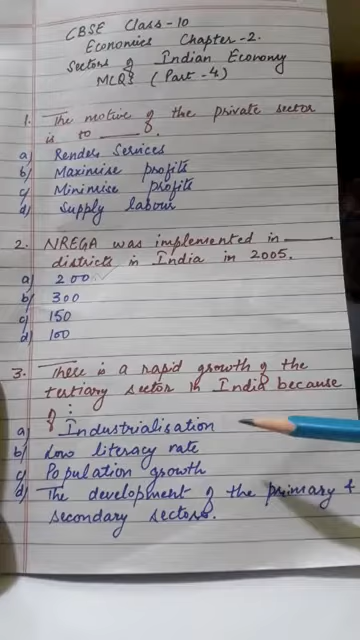 CBSE Class-10
Economics Chapter-2.
Sectors of Indian Economy
MCQs (Part-4)
1. The motive of the private sector
is to ____ of.
a) Render Services
b) Maximise profits
c) Minimise profits
d) Supply labour
2. NREGA was implemented in ____
districts in India in 2005.
a) 200
b) 300
c) 150
d) 100
3. There is a rapid growth of the
tertiary sector in India because
of :
a) Industrialisation
b) Low literacy rate
c) Population growth
d) The development of the primary &
secondary sectors.